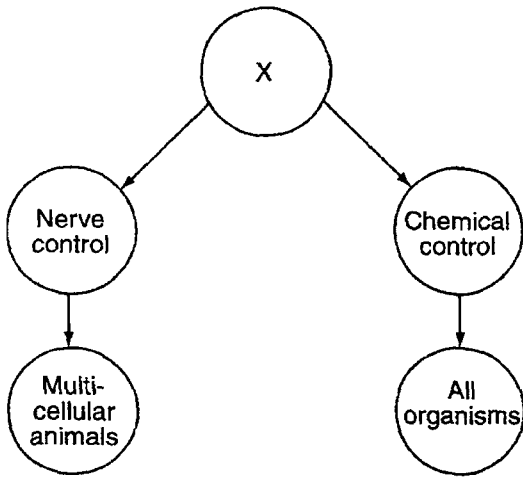 X
Nerve
control
Chemical
control
Multi-
cellular
animals
All
organisms